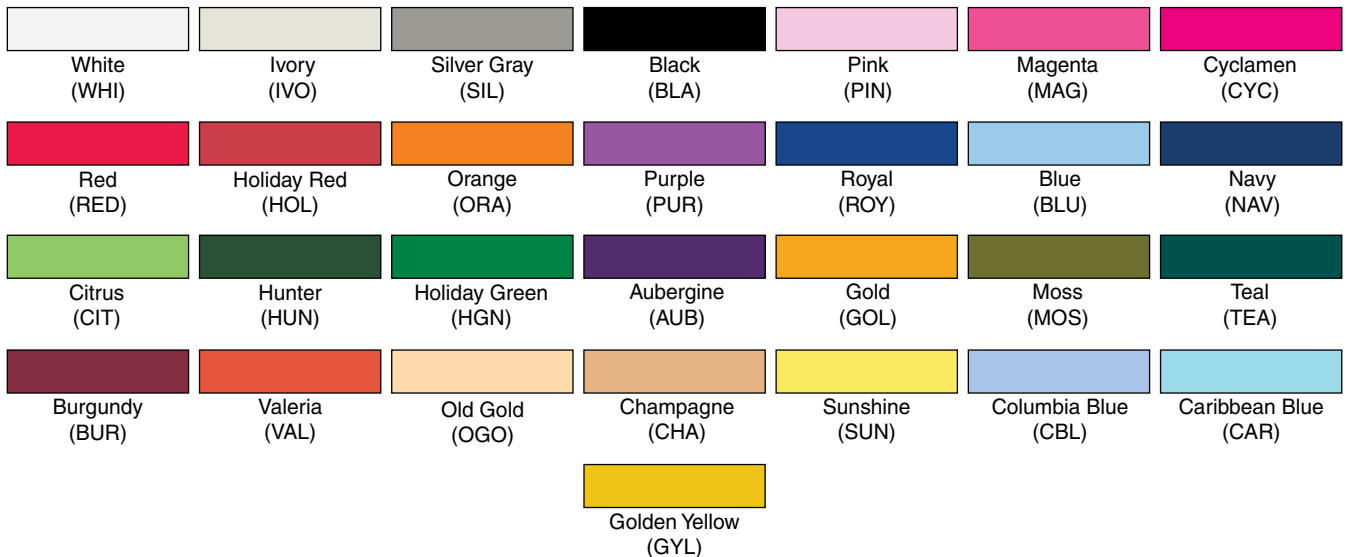 White
(WHI)
Ivory
(IVO)
Silver Gray
(SIL)
Black
(BLA)
Pink
(PIN)
Magenta
(MAG)
Cyclamen
(CYC)
Red
(RED)
Holiday Red
(HOL)
Orange
(ORA)
Purple
(PUR)
Royal
(ROY)
Blue
(BLU)
Navy
(NAV)
Citrus
(CIT)
Hunter
(HUN)
Holiday Green
(HGN)
Aubergine
(AUB)
Gold
(GOL)
Moss
(MOS)
Teal
(TEA)
Burgundy
(BUR)
Valeria
(VAL)
Old Gold
(OGO)
Champagne
(CHA)
Sunshine
(SUN)
Columbia Blue
(CBL)
Caribbean Blue
(CAR)
Golden Yellow
(GYL)